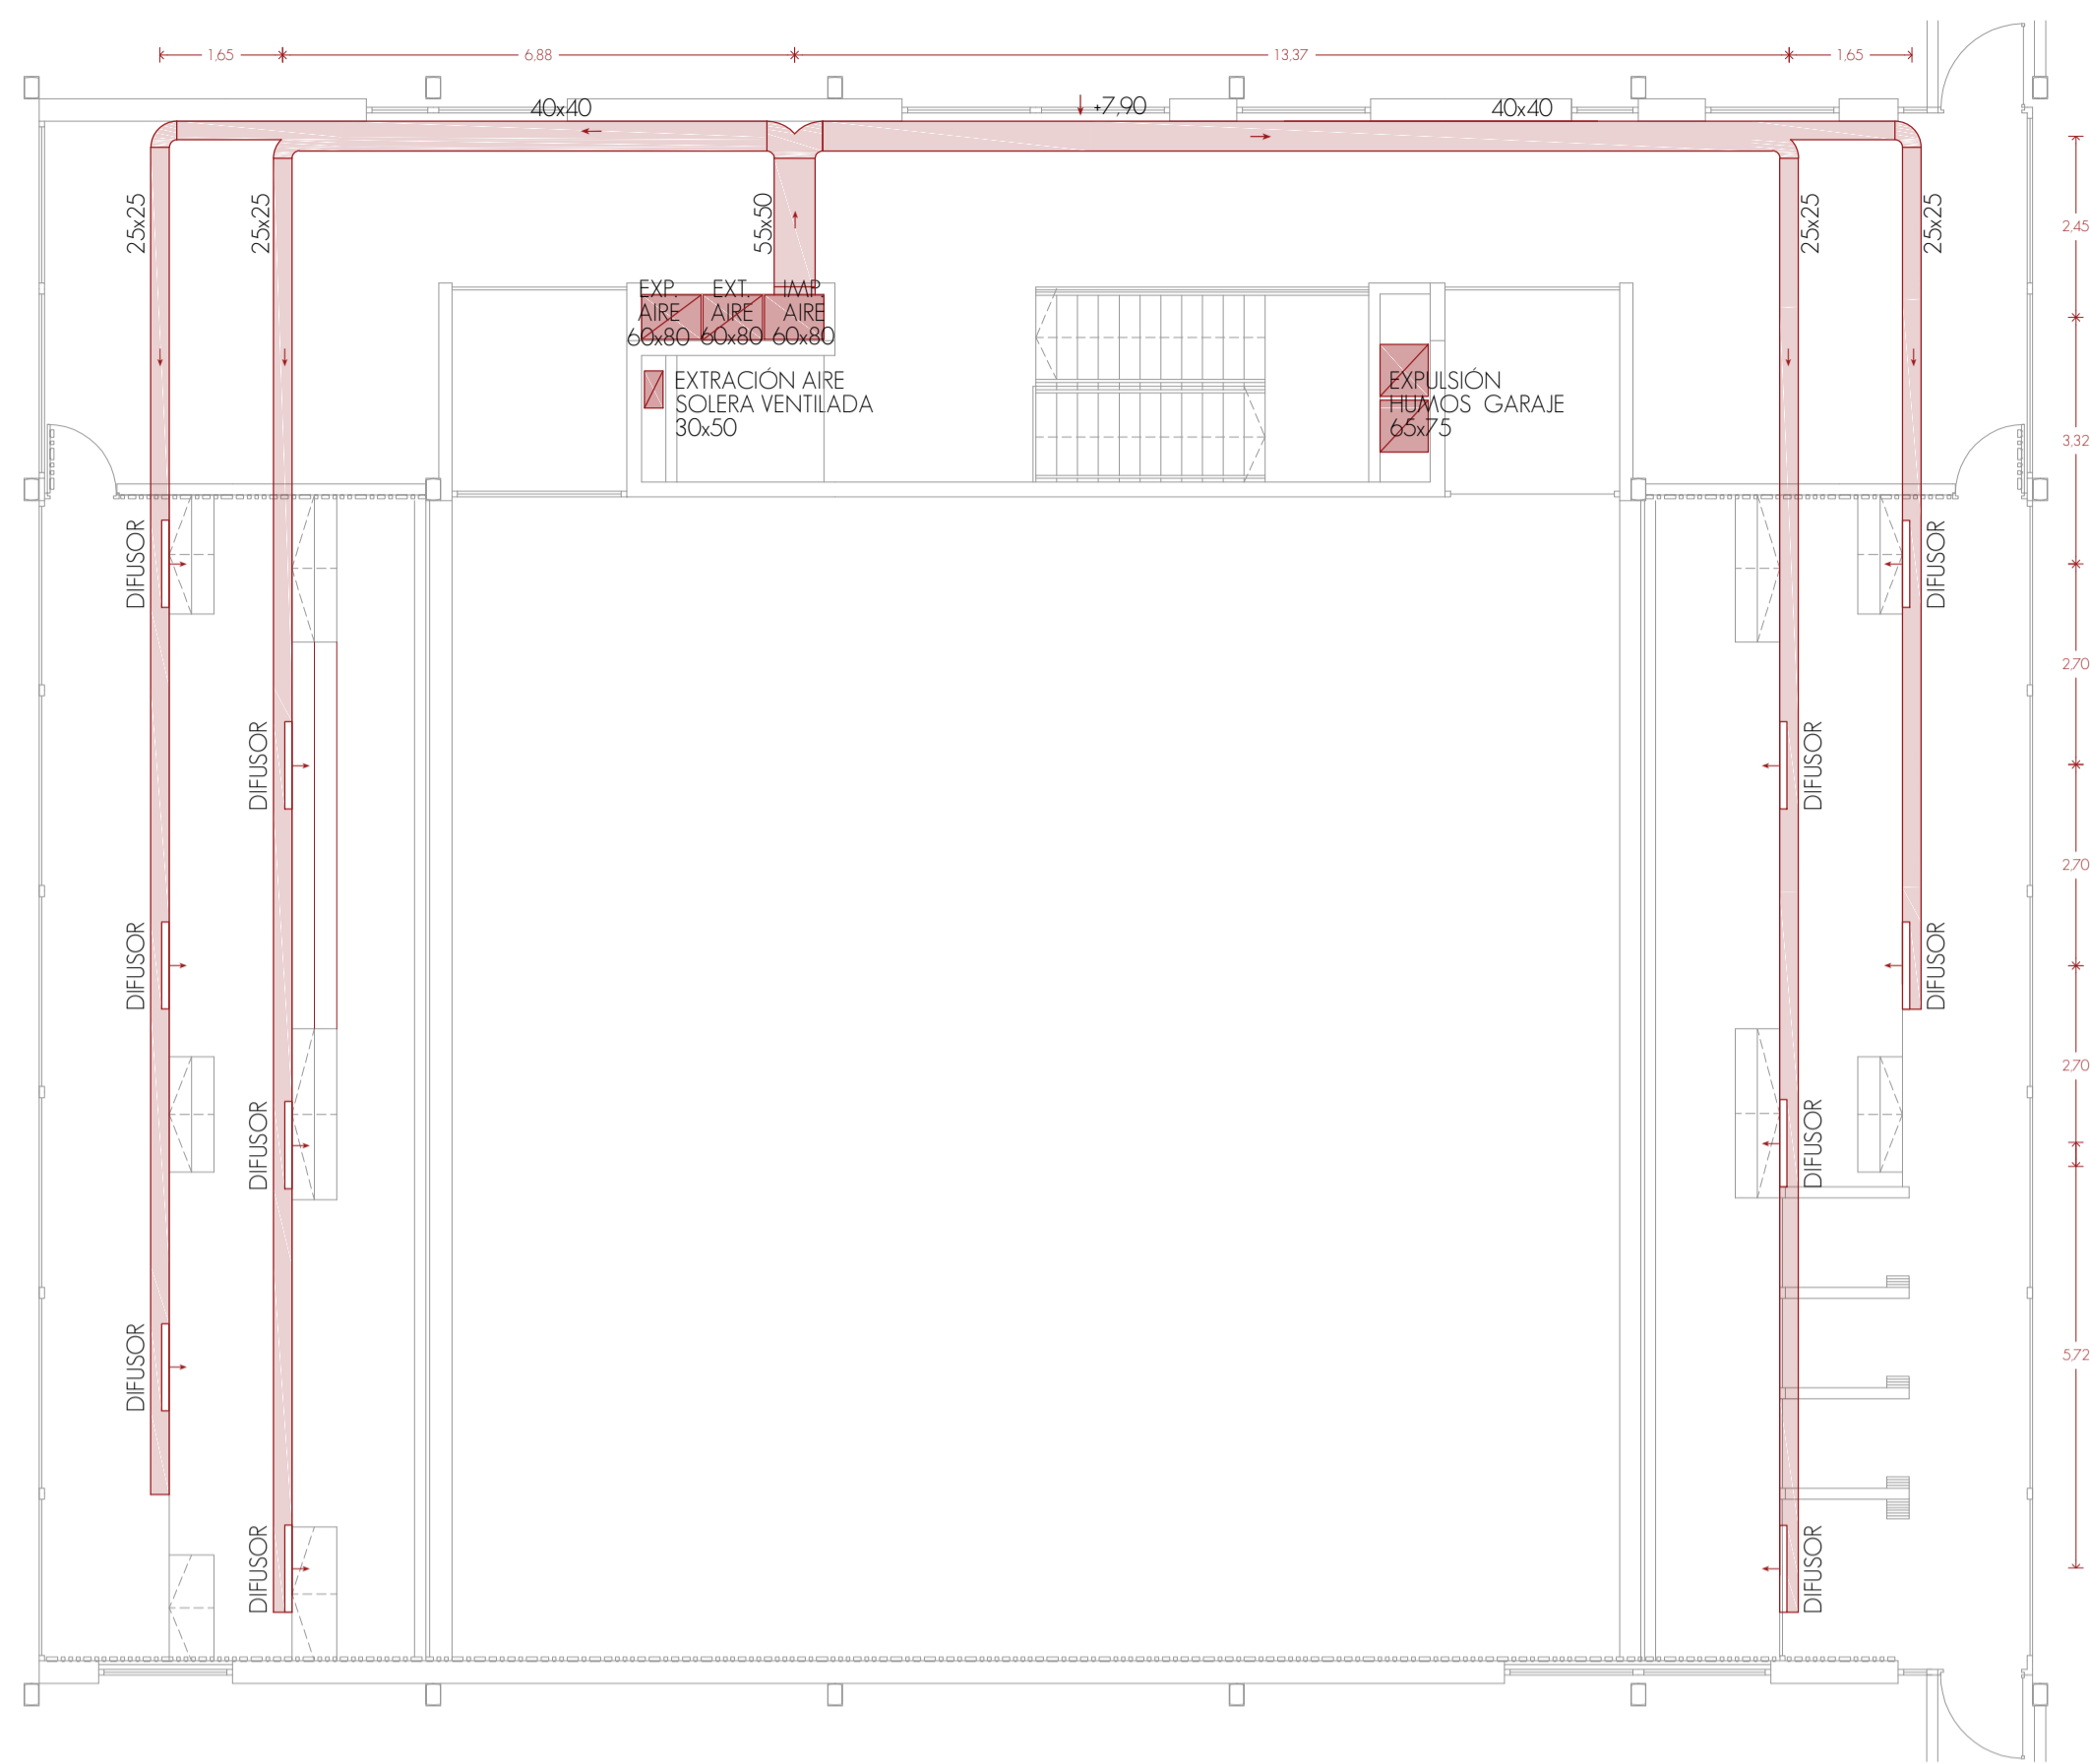 1,65
6,88
13,37
1,65
40x40
+7,90
40x40
25x25
25x25
55x50
25x25
25x25
2,45
EXP.
AIRE
60x80
EXT.
AIRE
60x80
IMP.
AIRE
60x80
EXTRACIÓN AIRE
SOLERA VENTILADA
30x50
EXPULSIÓN
HUMOS GARAJE
65x75
3,32
DIFUSOR
DIFUSOR
2,70
DIFUSOR
DIFUSOR
2,70
DIFUSOR
DIFUSOR
2,70
DIFUSOR
DIFUSOR
5,72
DIFUSOR
DIFUSOR
DIFUSOR